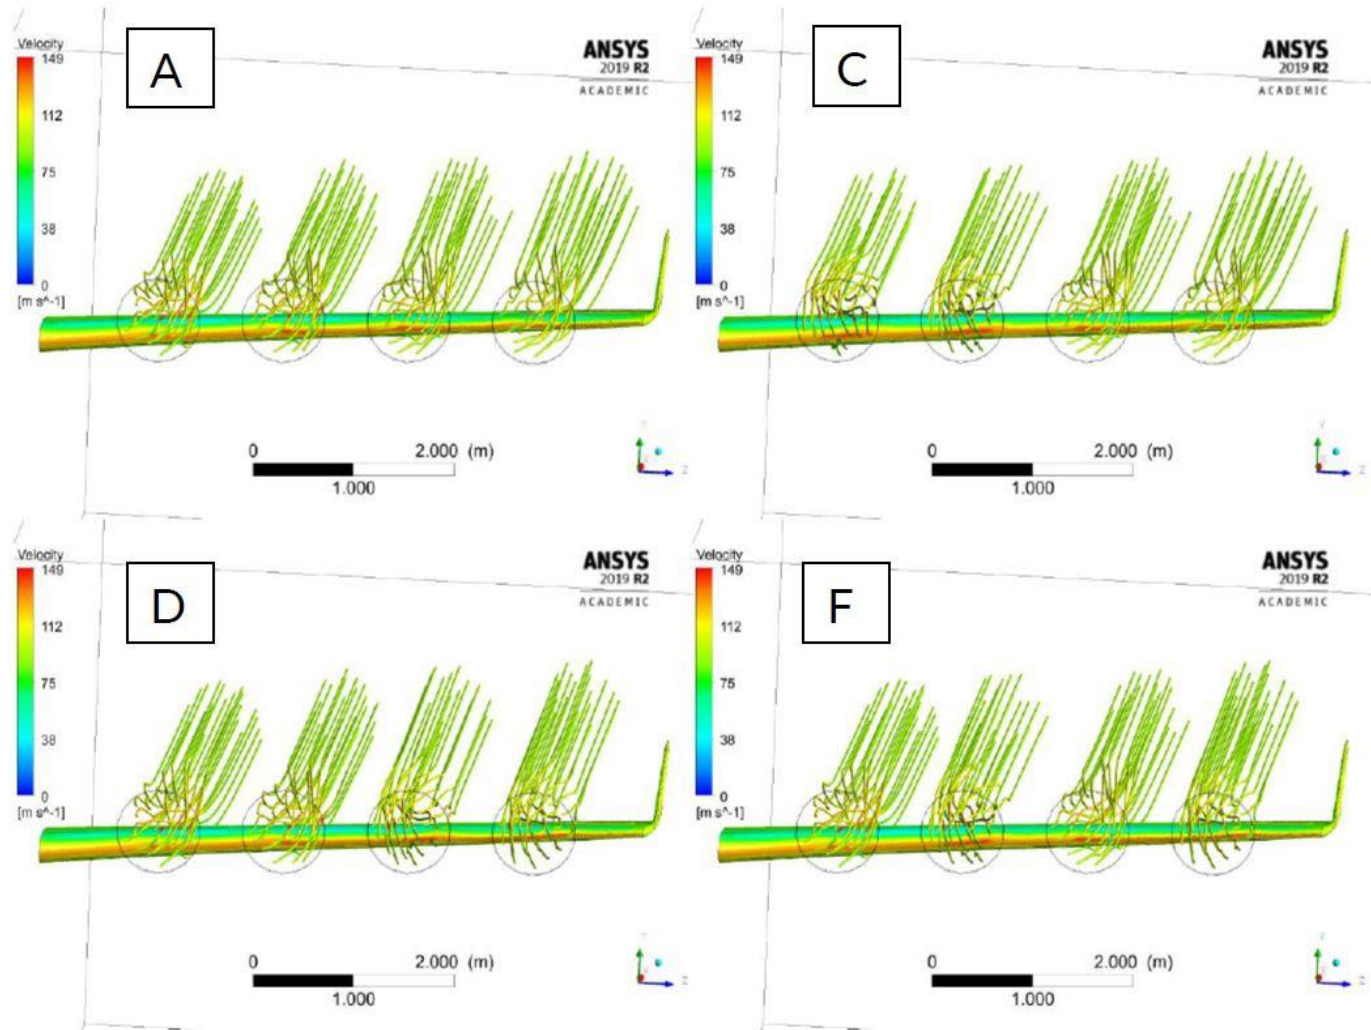 Velocity
149
112
75
38
0
[m s^-1]
A
ANSYS
2019 R2
ACADEMIC
0 2.000 (m)
1.000
Y
X
Z
Velocity
149
112
75
38
0
[m s^-1]
C
ANSYS
2019 R2
ACADEMIC
0 2.000 (m)
1.000
Y
X
Z
Velocity
149
112
75
38
0
[m s^-1]
D
ANSYS
2019 R2
ACADEMIC
0 2.000 (m)
1.000
Y
X
Z
Velocity
149
112
75
38
0
[m s^-1]
F
ANSYS
2019 R2
ACADEMIC
0 2.000 (m)
1.000
Y
X
Z